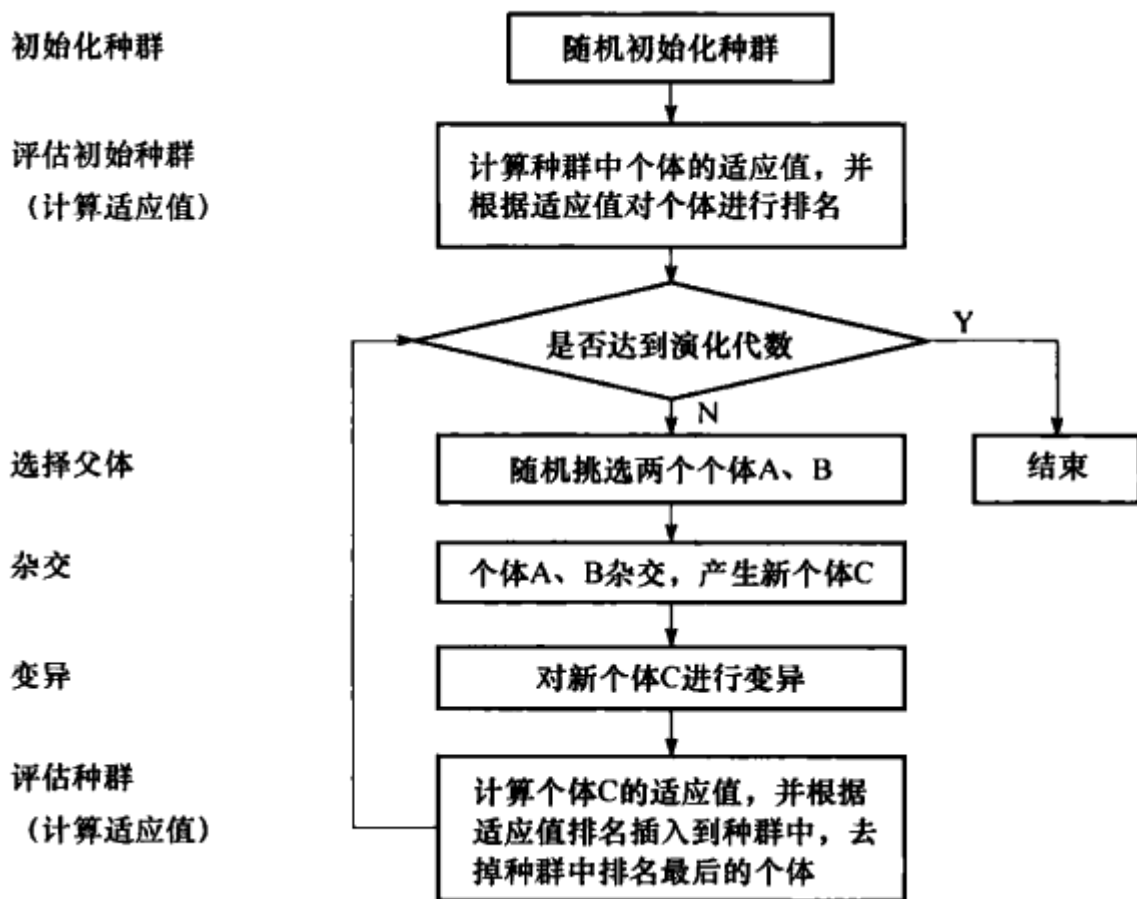 初始化种群
随机初始化种群
评估初始种群
（计算适应值）
计算种群中个体的适应值，并
根据适应值对个体进行排名
是否达到演化代数
Y
N
选择父体
随机挑选两个个体A、B
结束
杂交
个体A、B杂交，产生新个体C
变异
对新个体C进行变异
评估种群
（计算适应值）
计算个体C的适应值，并根据
适应值排名插入到种群中，去
掉种群中排名最后的个体